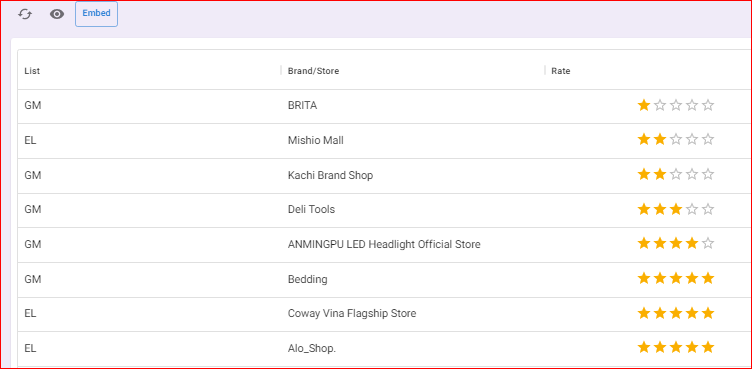 Embed
List Brand/Store Rate
GM BRITA
EL Mishio Mall
GM Kachi Brand Shop
GM Deli Tools
GM ANMINGPU LED Headlight Official Store
GM Bedding
EL Coway Vina Flagship Store
EL Alo_Shop.